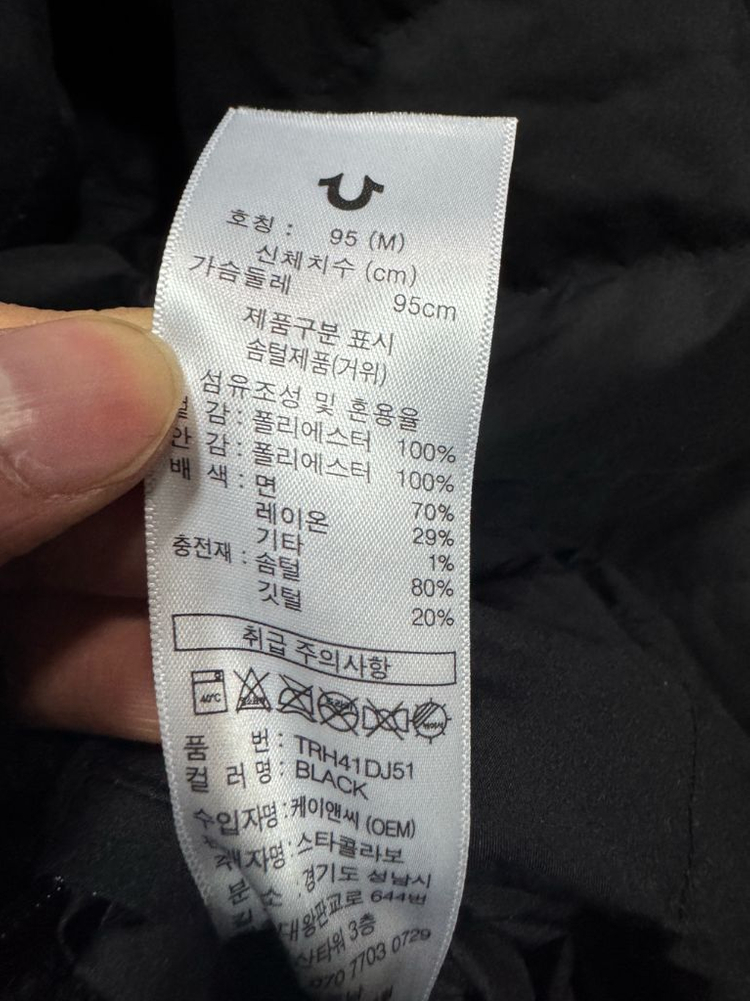 호칭 : 95 (M)
신체치수 (cm)
가슴둘레 95cm
제품구분 표시
솜털제품(거위)
섬유조성 및 혼용율
감 : 폴리에스터 100%
안 감 : 폴리에스터 100%
배 색 : 면 70%
레이온 29%
기타 1%
충전재 : 솜털 80%
깃털 20%
취급 주의사항
40℃
품 번 : TRH41DJ51
컬 러 명 : BLACK
수입자명 : 케이앤씨 (OEM)
자명 : 스타콜라보
소 : 경기도 성남시
대왕판교로 644번
3층
070 7703 0729